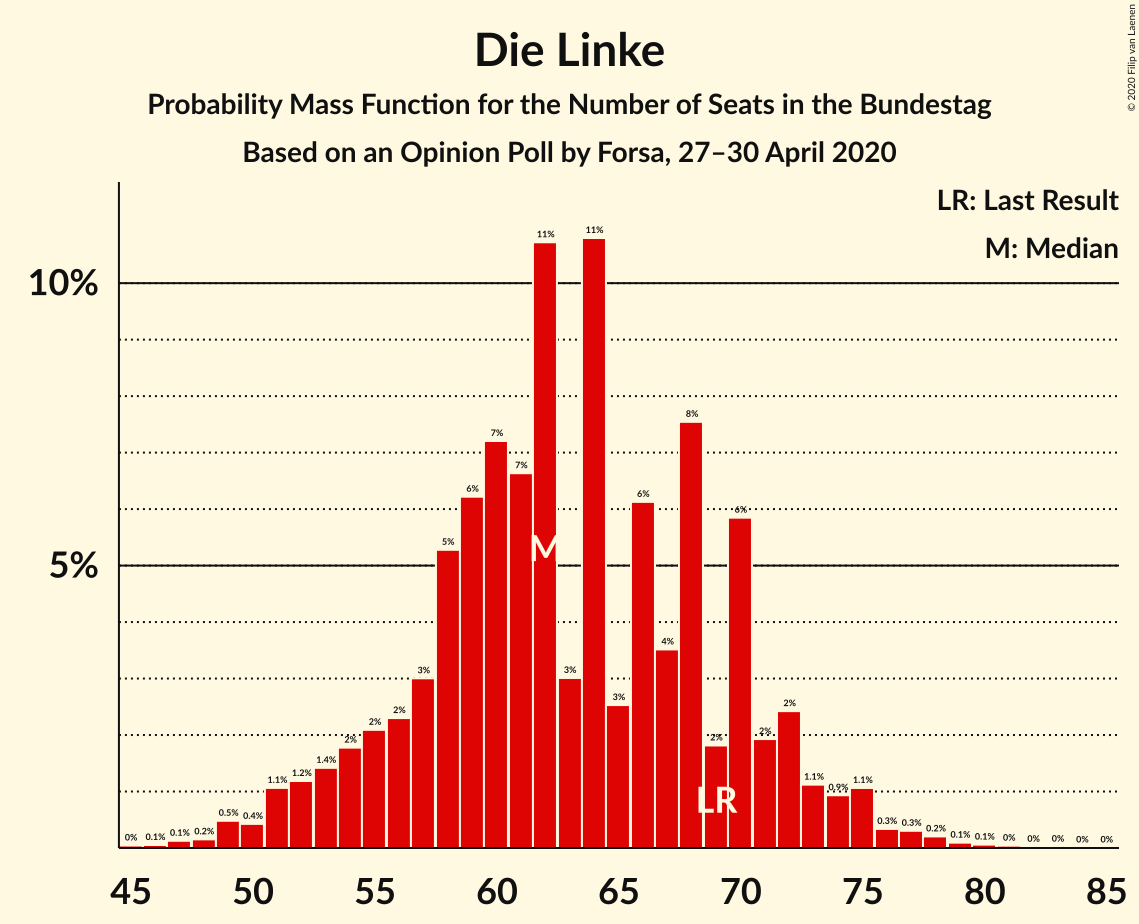 Die Linke
Probability Mass Function for the Number of Seats in the Bundestag
Based on an Opinion Poll by Forsa, 27–30 April 2020
© 2020 Filip van Laenen
LR: Last Result
M: Median
10%
5%
0% 0.1% 0.1% 0.2% 0.5% 0.4% 1.1% 1.2% 1.4% 2% 2% 2% 3% 5% 6% 7% 7% 11% 3% 11% 3% 6% 4% 8% 2% 6% 2% 2% 1.1% 0.9% 1.1% 0.3% 0.3% 0.2% 0.1% 0.1% 0% 0% 0% 0% 0%
M
LR
45 50 55 60 65 70 75 80 85